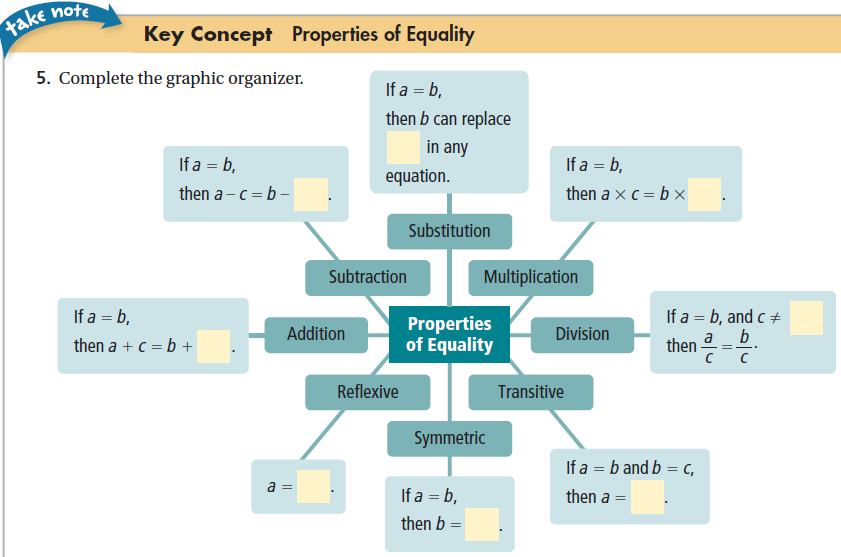 take note
Key Concept Properties of Equality
5. Complete the graphic organizer.
If a = b,
then b can replace
in any
equation.
If a = b,
then a – c = b – .
If a = b,
then a × c = b × .
Substitution
Subtraction
Multiplication
If a = b,
then a + c = b + .
Addition
Properties
of Equality
Division
If a = b, and c ≠
then a/c = b/c.
Reflexive
Transitive
Symmetric
a = .
If a = b,
then b = .
If a = b and b = c,
then a = .